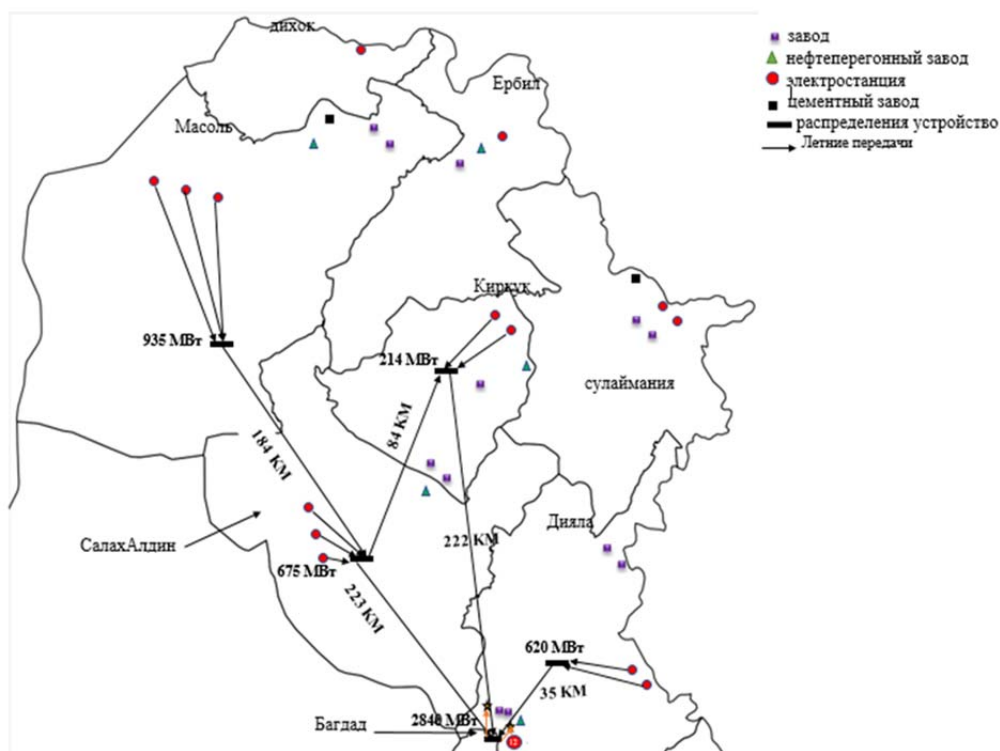 дихок
завод
нефтеперегонный завод
электростанция
цементный завод
распределения устройство
Летние передачи
Ербил
Масоль
Киркук
935 МВт
214 МВт
сулаймания
84 КМ
184 КМ
Дияла
222 КМ
СалахАлдин
675 МВт
223 КМ
620 МВт
35 КМ
Багдад
2840 МВт